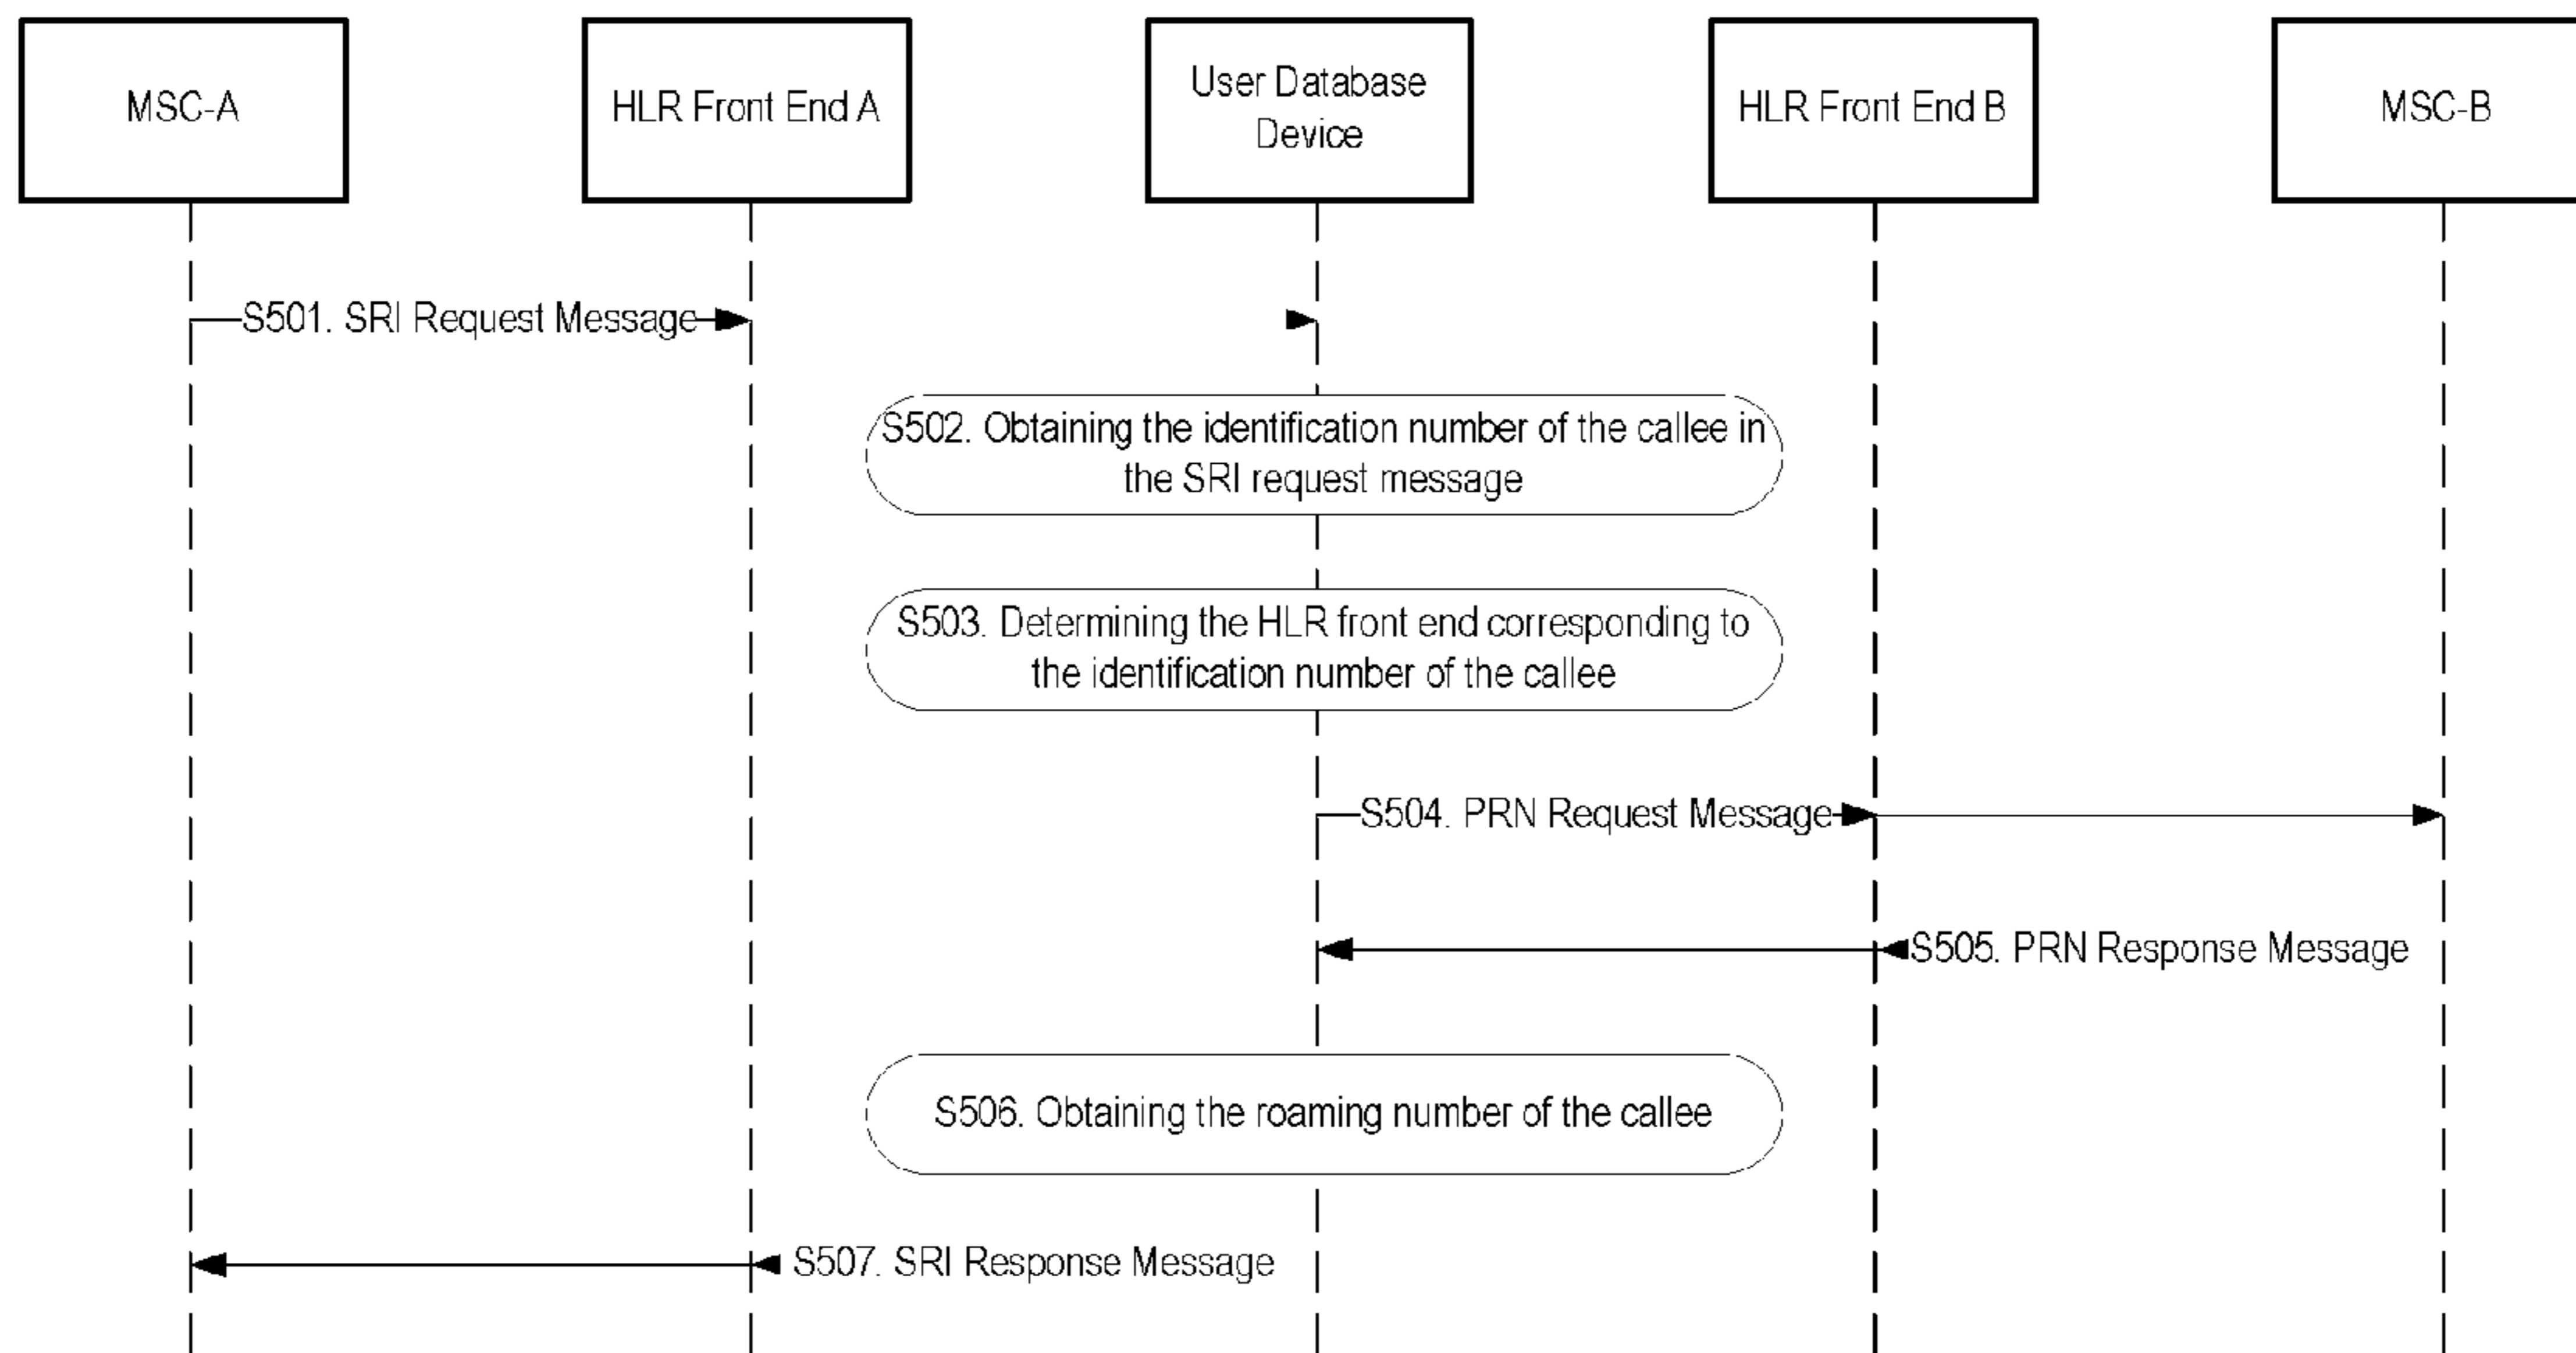 MSC-A
HLR Front End A
User Database
Device
HLR Front End B
MSC-B
S501. SRI Request Message
S502. Obtaining the identification number of the callee in
the SRI request message
S503. Determining the HLR front end corresponding to
the identification number of the callee
S504. PRN Request Message
S505. PRN Response Message
S506. Obtaining the roaming number of the callee
S507. SRI Response Message